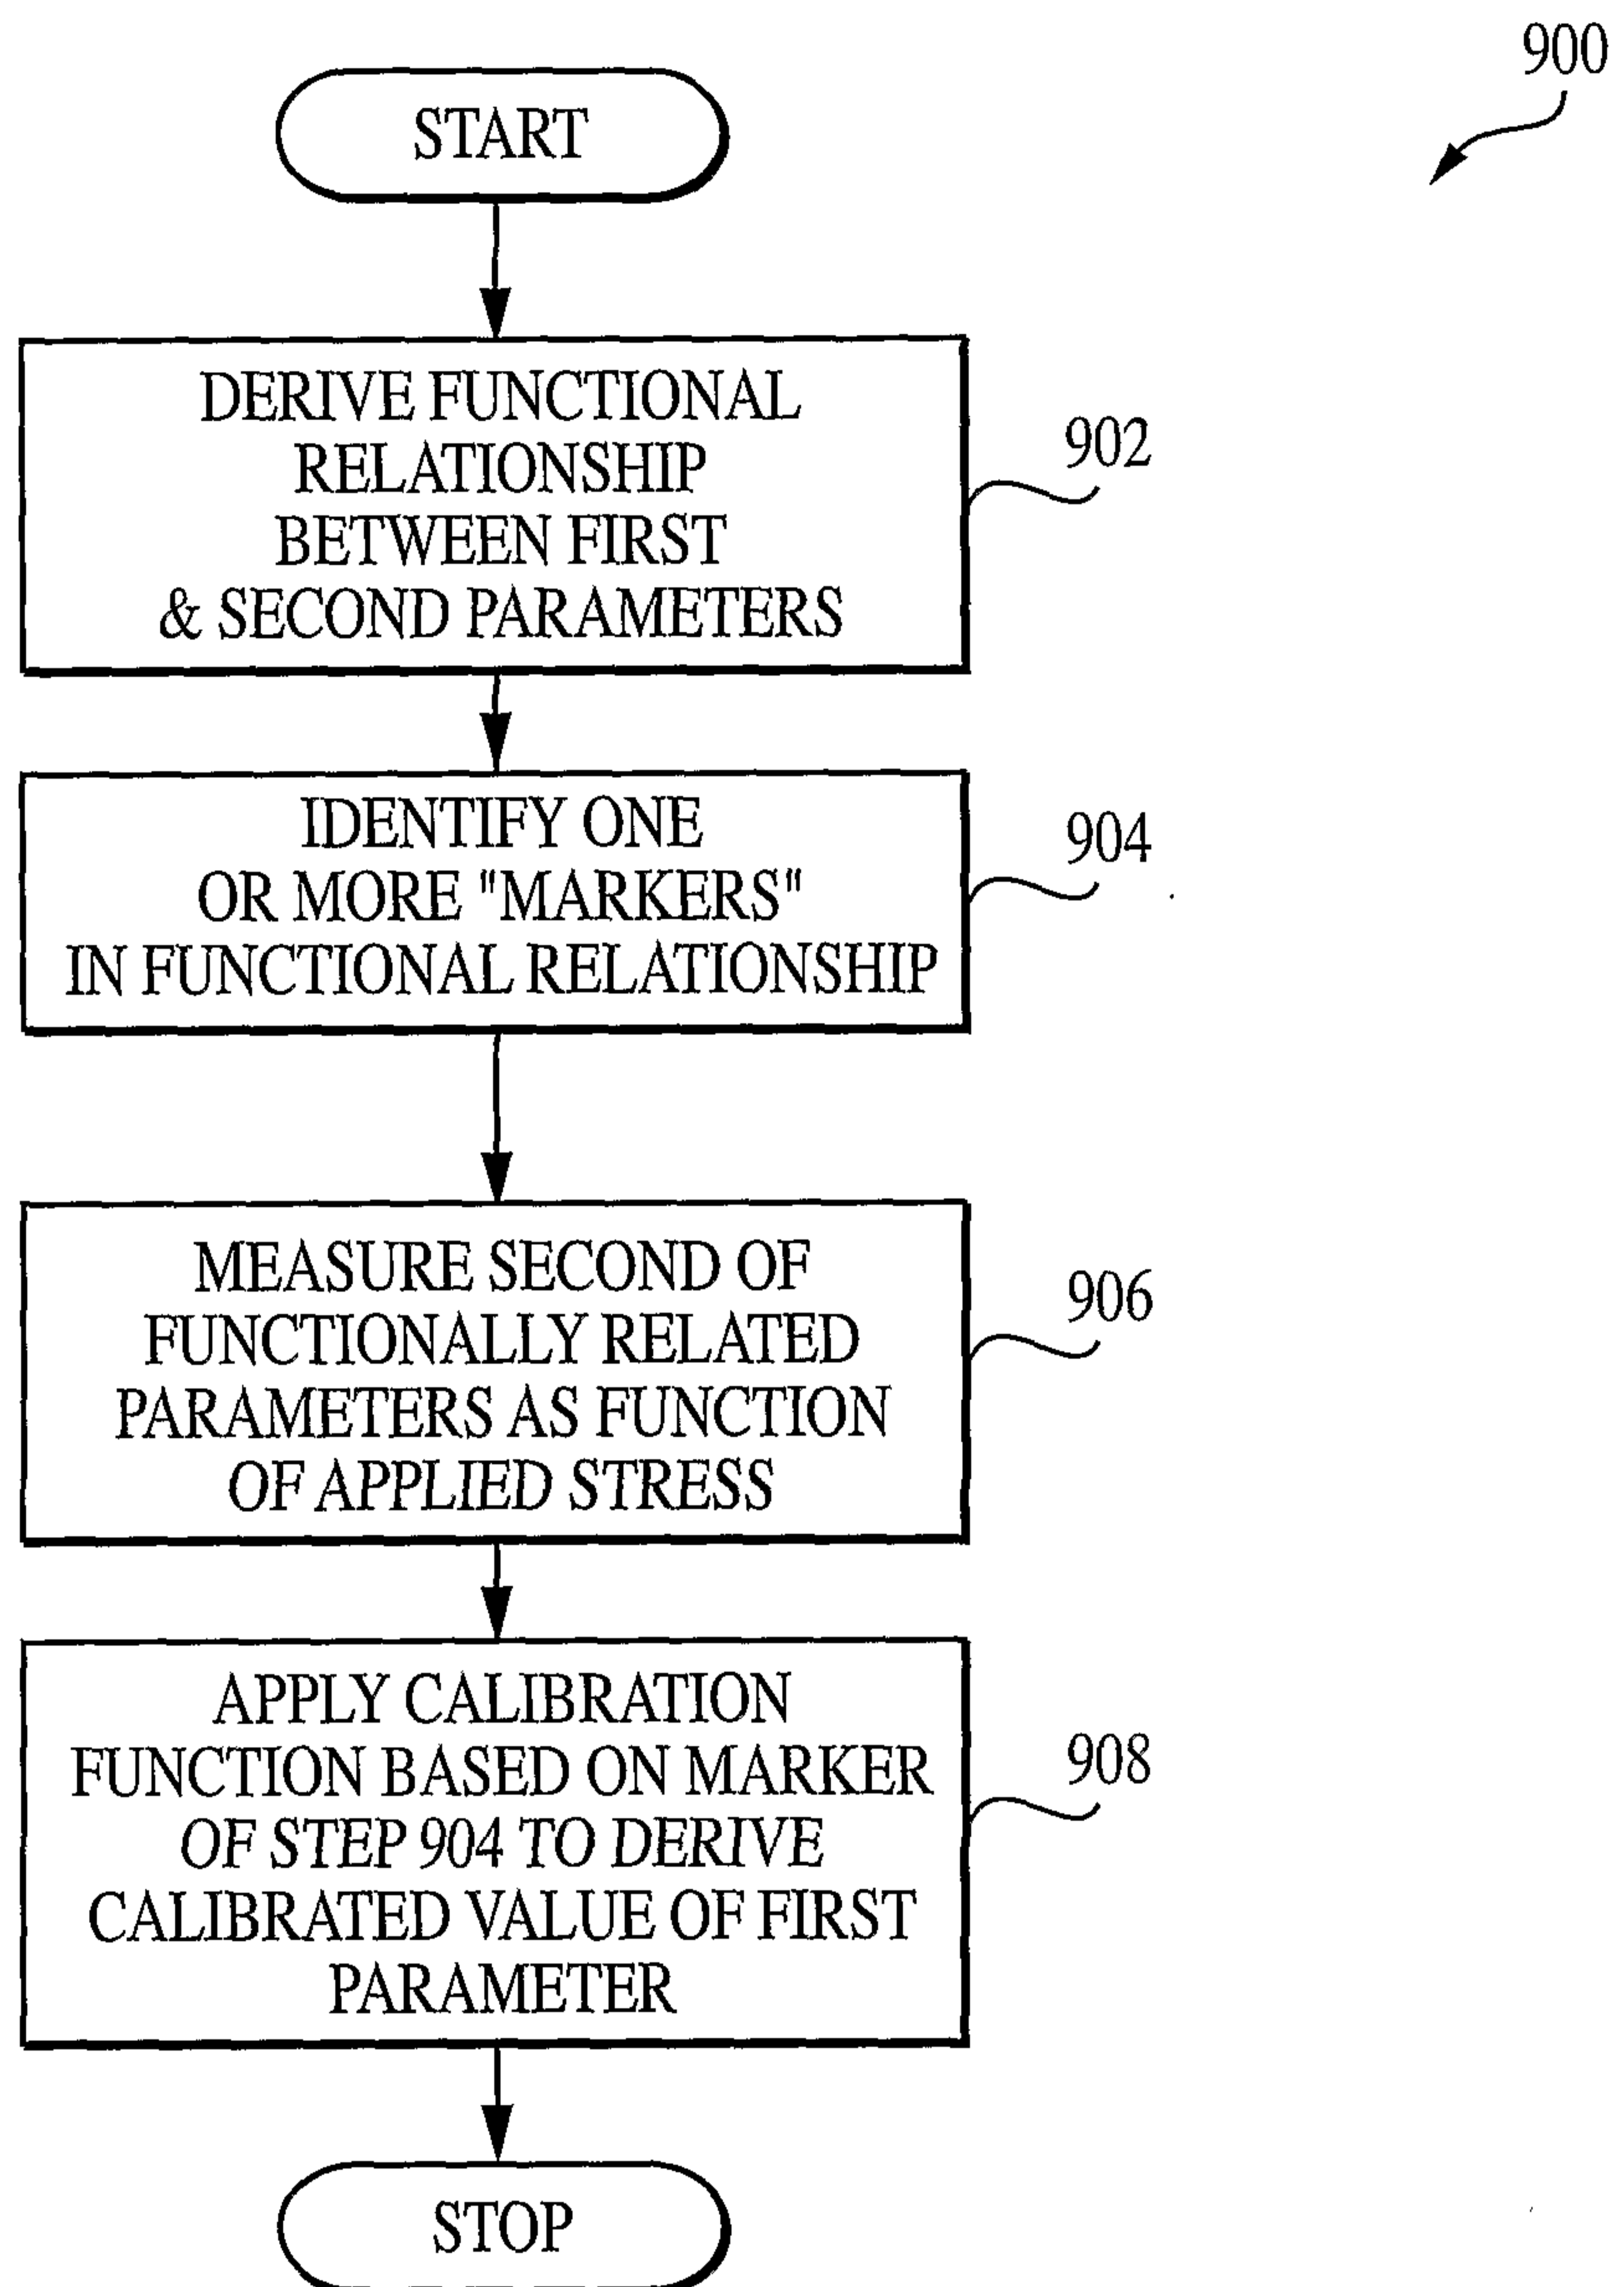 900
START
DERIVE FUNCTIONAL
RELATIONSHIP
BETWEEN FIRST
& SECOND PARAMETERS
902
IDENTIFY ONE
OR MORE "MARKERS"
IN FUNCTIONAL RELATIONSHIP
904
MEASURE SECOND OF
FUNCTIONALLY RELATED
PARAMETERS AS FUNCTION
OF APPLIED STRESS
906
APPLY CALIBRATION
FUNCTION BASED ON MARKER
OF STEP 904 TO DERIVE
CALIBRATED VALUE OF FIRST
PARAMETER
908
STOP